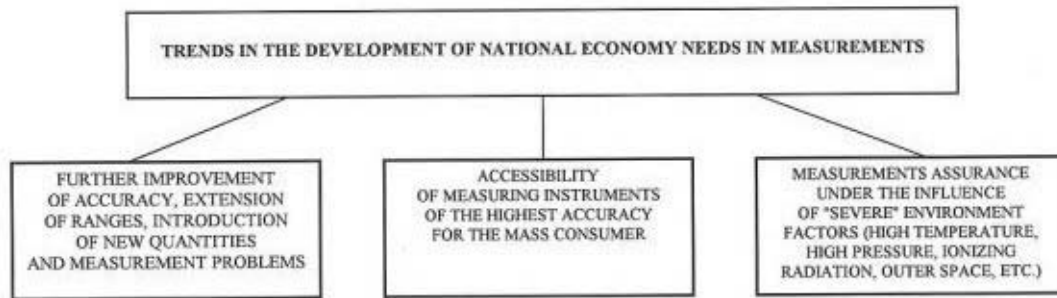 TRENDS IN THE DEVELOPMENT OF NATIONAL ECONOMY NEEDS IN MEASUREMENTS
FURTHER IMPROVEMENT
OF ACCURACY, EXTENSION
OF RANGES, INTRODUCTION
OF NEW QUANTITIES
AND MEASUREMENT PROBLEMS
ACCESSIBILITY
OF MEASURING INSTRUMENTS
OF THE HIGHEST ACCURACY
FOR THE MASS CONSUMER
MEASUREMENTS ASSURANCE
UNDER THE INFLUENCE
OF "SEVERE" ENVIRONMENT
FACTORS (HIGH TEMPERATURE,
HIGH PRESSURE, IONIZING
RADIATION, OUTER SPACE, ETC.)